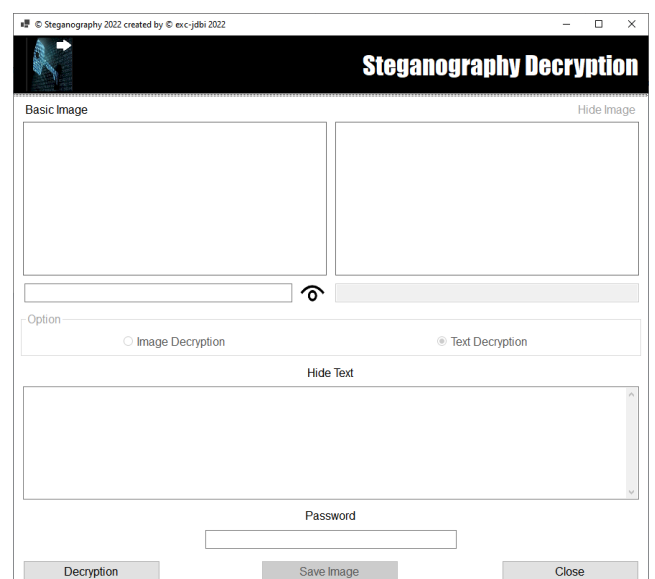 © Steganography 2022 created by © exc-jdbi 2022
Steganography Decryption
Basic Image
Hide Image
Option
Image Decryption
Text Decryption
Hide Text
Password
Decryption
Save Image
Close